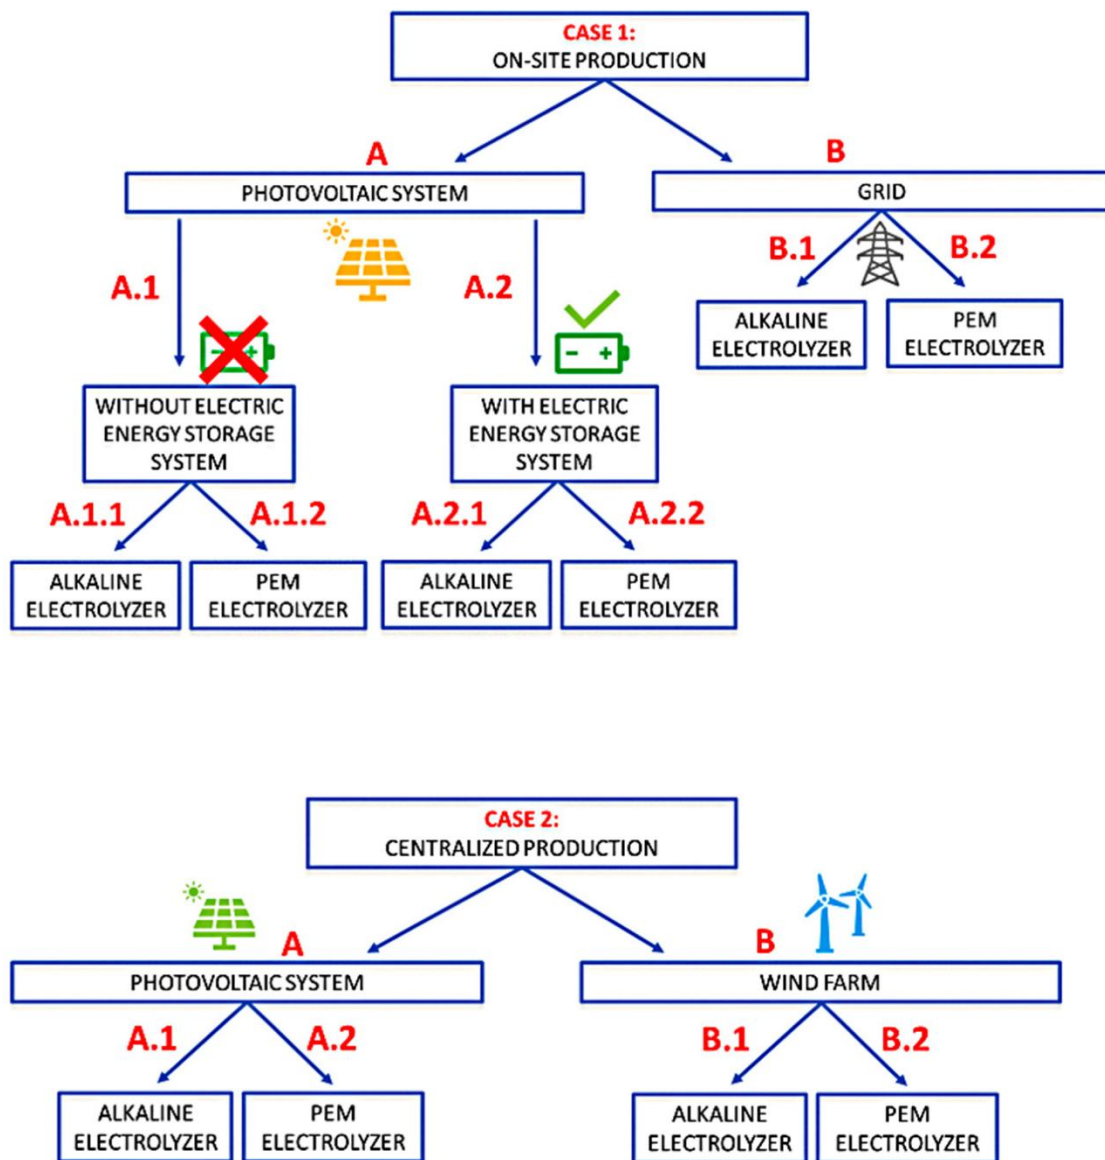 CASE 1:
ON-SITE PRODUCTION
A
PHOTOVOLTAIC SYSTEM
B
GRID
A.1
A.2
B.1
B.2
ALKALINE
ELECTROLYZER
PEM
ELECTROLYZER
WITHOUT ELECTRIC
ENERGY STORAGE
SYSTEM
WITH ELECTRIC
ENERGY STORAGE
SYSTEM
A.1.1
A.1.2
A.2.1
A.2.2
ALKALINE
ELECTROLYZER
PEM
ELECTROLYZER
ALKALINE
ELECTROLYZER
PEM
ELECTROLYZER
CASE 2:
CENTRALIZED PRODUCTION
A
PHOTOVOLTAIC SYSTEM
B
WIND FARM
A.1
A.2
B.1
B.2
ALKALINE
ELECTROLYZER
PEM
ELECTROLYZER
ALKALINE
ELECTROLYZER
PEM
ELECTROLYZER